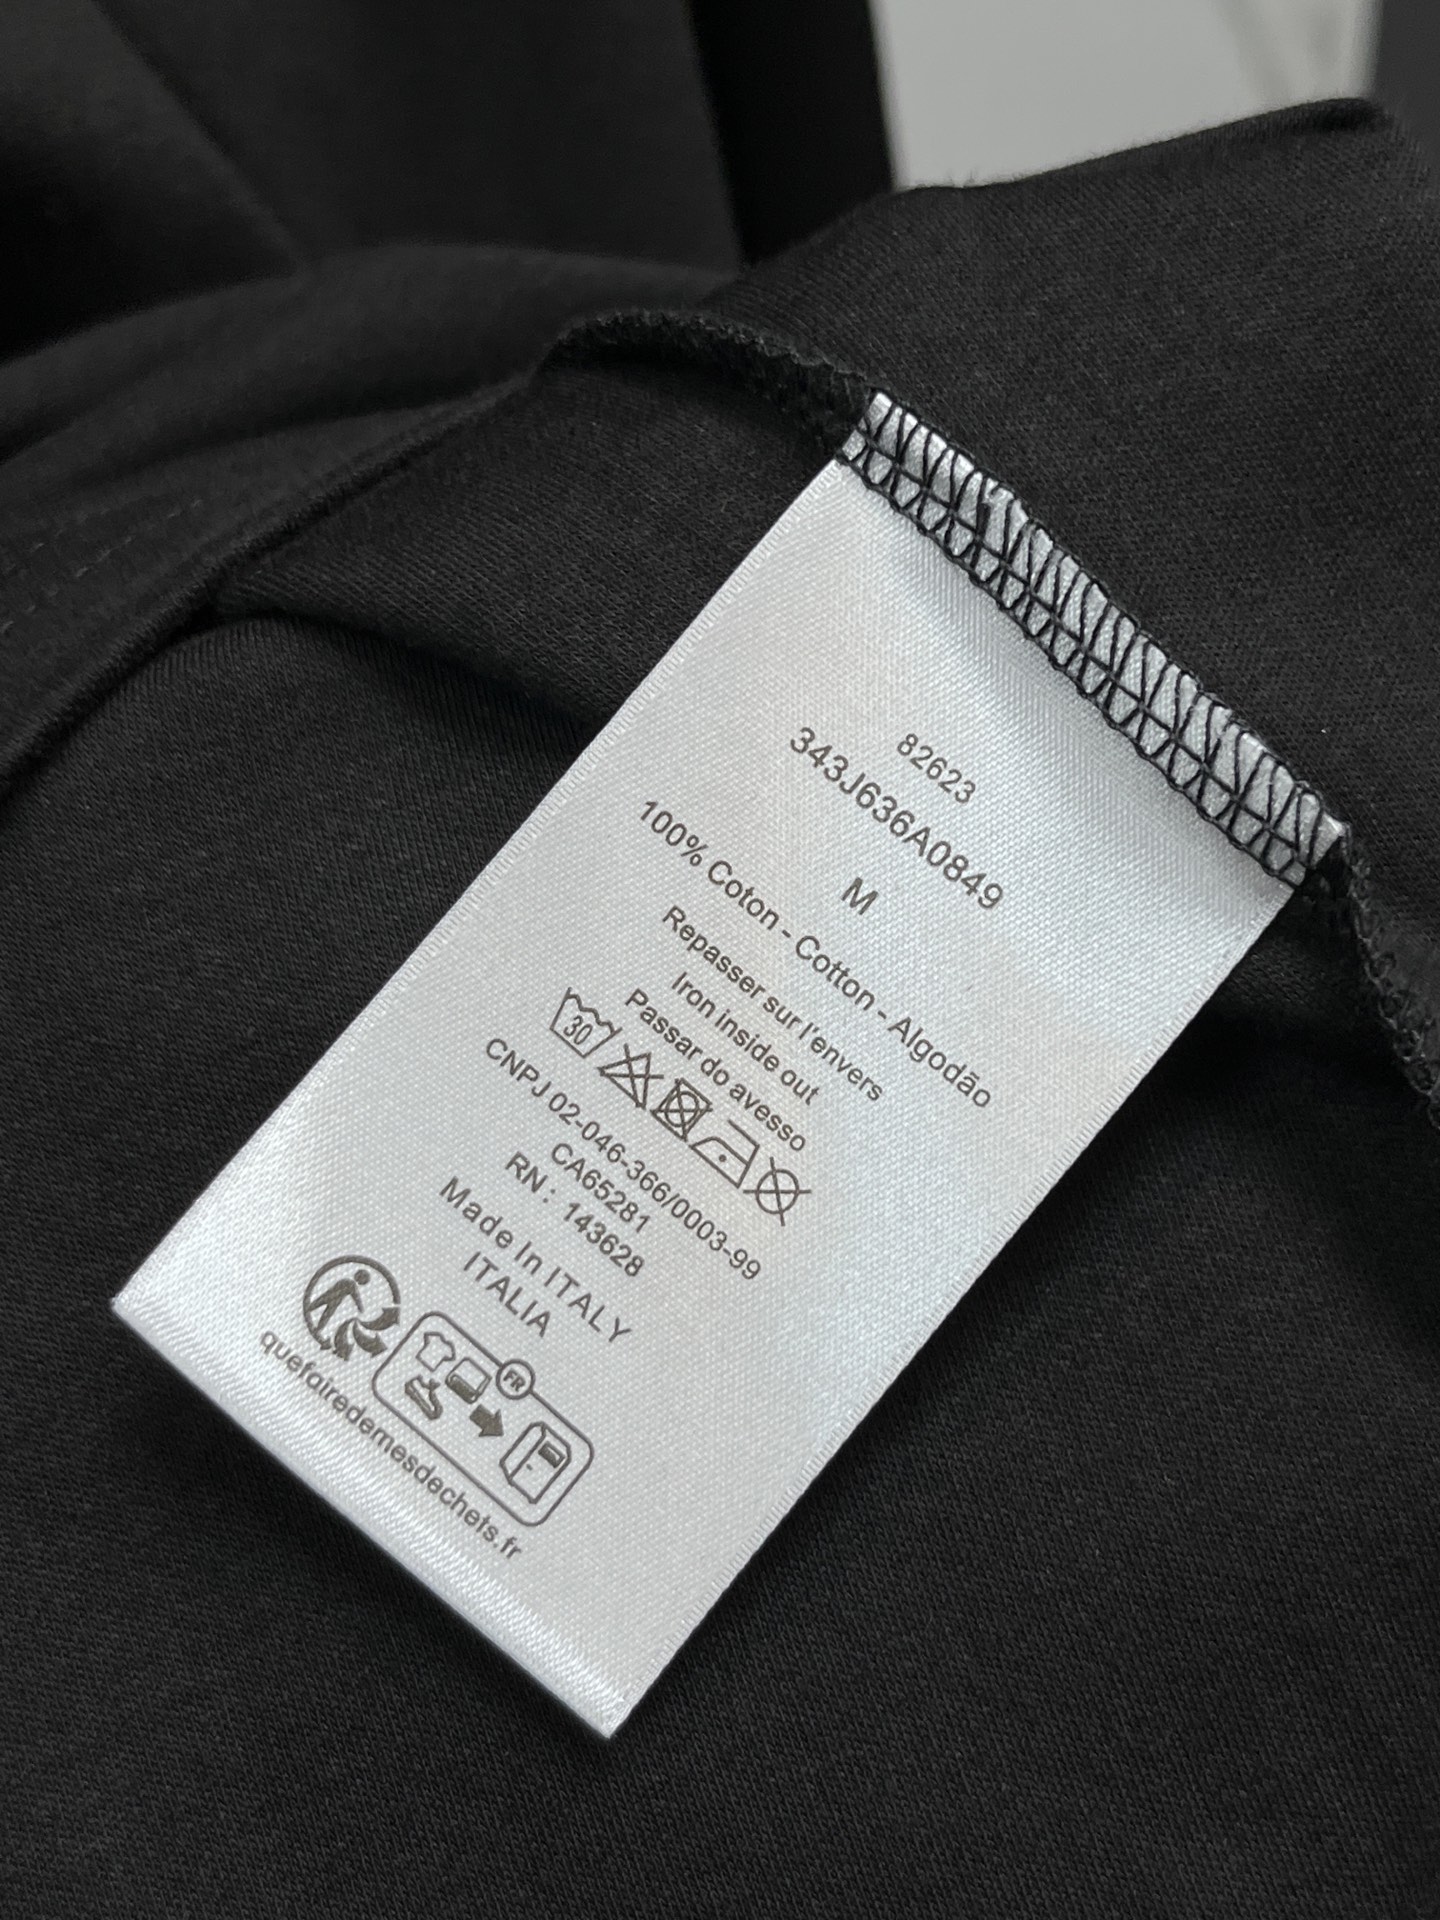 82623
343J636A0849
M
100% Coton - Cotton - Algodão
Repasser sur l'envers
Iron inside out
Passar do avesso
30
CNPJ 02-046-366/0003-99
CA65281
RN: 143628
Made In ITALY
ITALIA
FR
quefairedemesdechets.fr